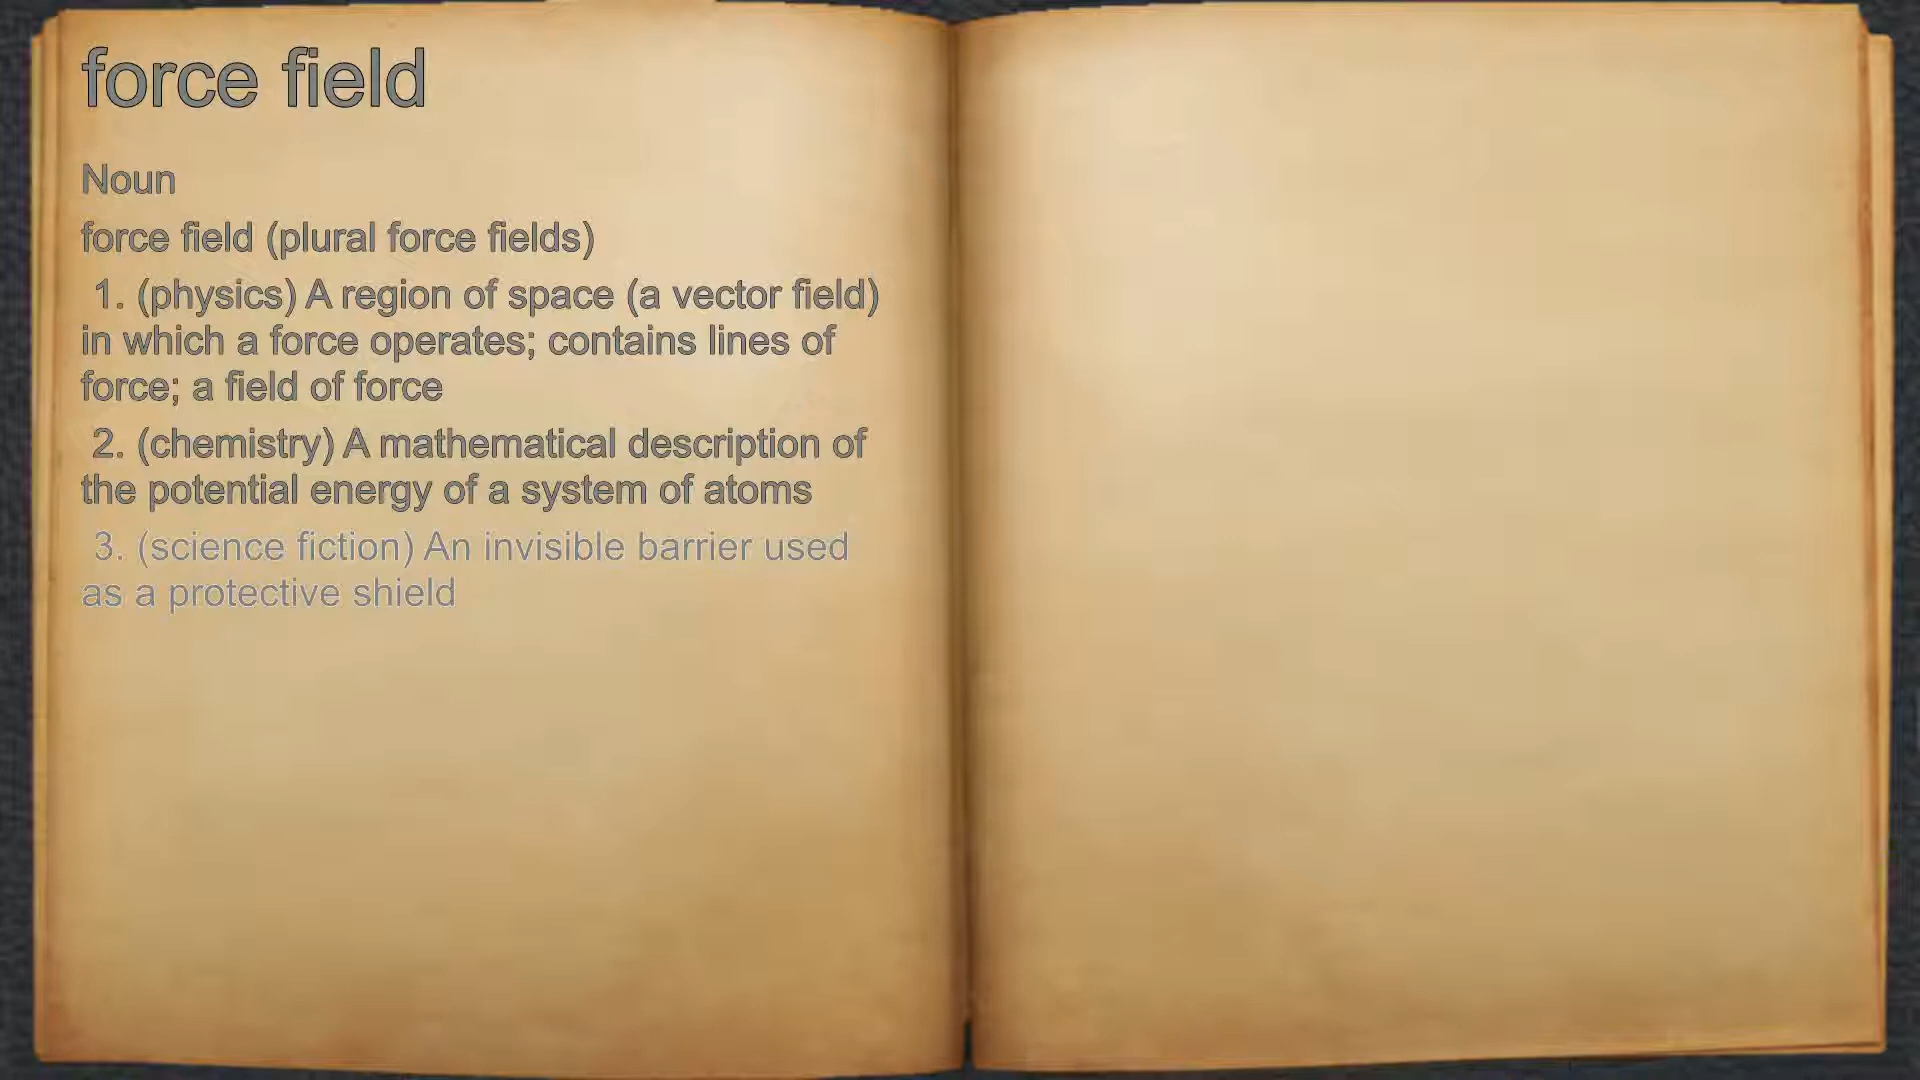 force field
Noun
force field (plural force fields)
1. (physics) A region of space (a vector field)
in which a force operates; contains lines of
force; a field of force
2. (chemistry) A mathematical description of
the potential energy of a system of atoms
3. (science fiction) An invisible barrier used
as a protective shield